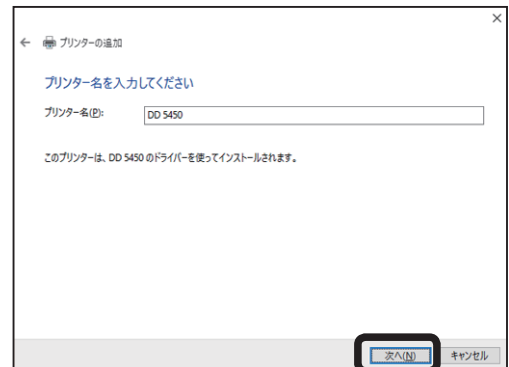 プリンターの追加
プリンター名を入力してください
プリンター名(P): DD 5450
このプリンターは、DD 5450 のドライバーを使ってインストールされます。
次へ(N) キャンセル